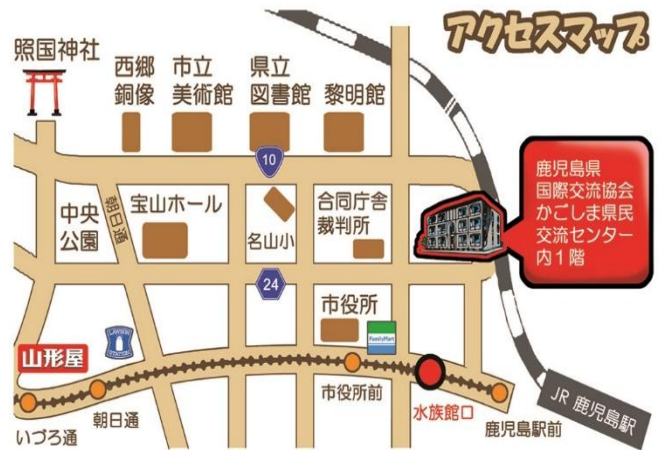 アクセスマップ
照国神社
西郷
銅像
市立
美術館
県立
図書館
黎明館
10
鹿児島県
国際交流協会
かごしま県民
交流センター
内1階
中央
公園
朝日通
宝山ホール
名山小
合同庁舎
裁判所
24
市役所
LAWSON
STATION
FamilyMart
山形屋
いづろ通
朝日通
市役所前
水族館口
鹿児島駅前
JR 鹿児島駅